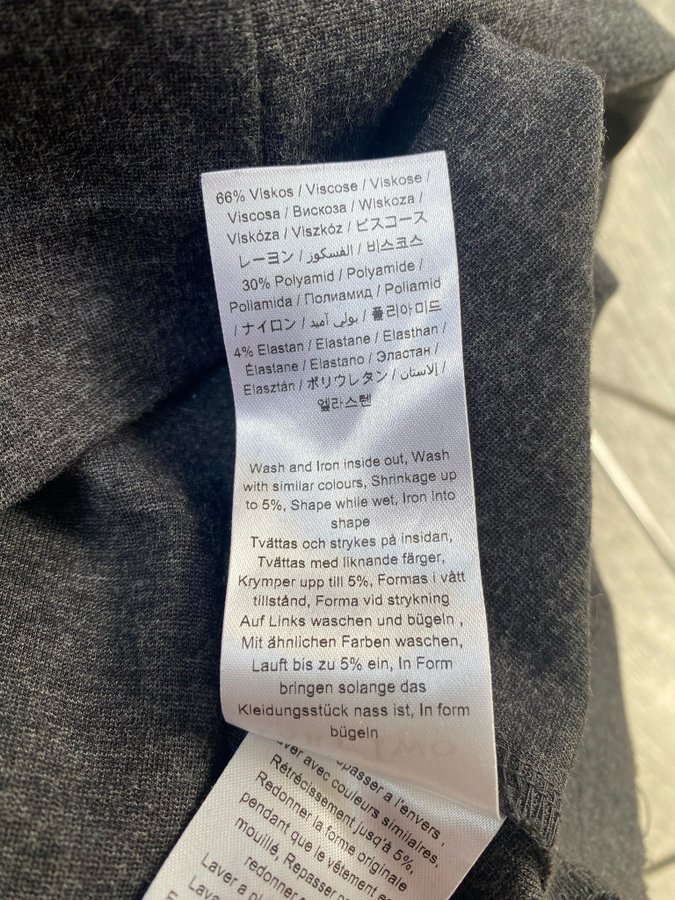 66% Viskos / Viscose / Viskose /
Viscosa / Вискоза / Wiskoza /
Viskóza / Viszkóz / ビスコース
レーヨン / الفسكوز / 비스코스
30% Polyamid / Polyamide /
Poliamida / Полиамид / Poliamid
/ ナイロン / بولي أميد / 폴리아미드
4% Elastan / Elastane / Elasthan /
Élastane / Elastano / Эластан /
Elasztán / ポリウレタン / إلاستان /
엘라스텐
Wash and Iron inside out, Wash
with similar colours, Shrinkage up
to 5%, Shape while wet, Iron Into
shape
Tvättas och strykes på insidan,
Tvättas med liknande färger,
Krymper upp till 5%, Formas i vått
tillstånd, Forma vid strykning
Auf Links waschen und bügeln ,
Mit ähnlichen Farben waschen,
Lauft bis zu 5% ein, In Form
bringen solange das
Kleidungsstück nass ist, In form
bügeln
à l'envers ,
avec couleurs similaires,
Rétrécissement jusqu'à 5%,
Redonner la forme originale
pendant que le vêtement
mouillé, Repasser
redonner
Laver a